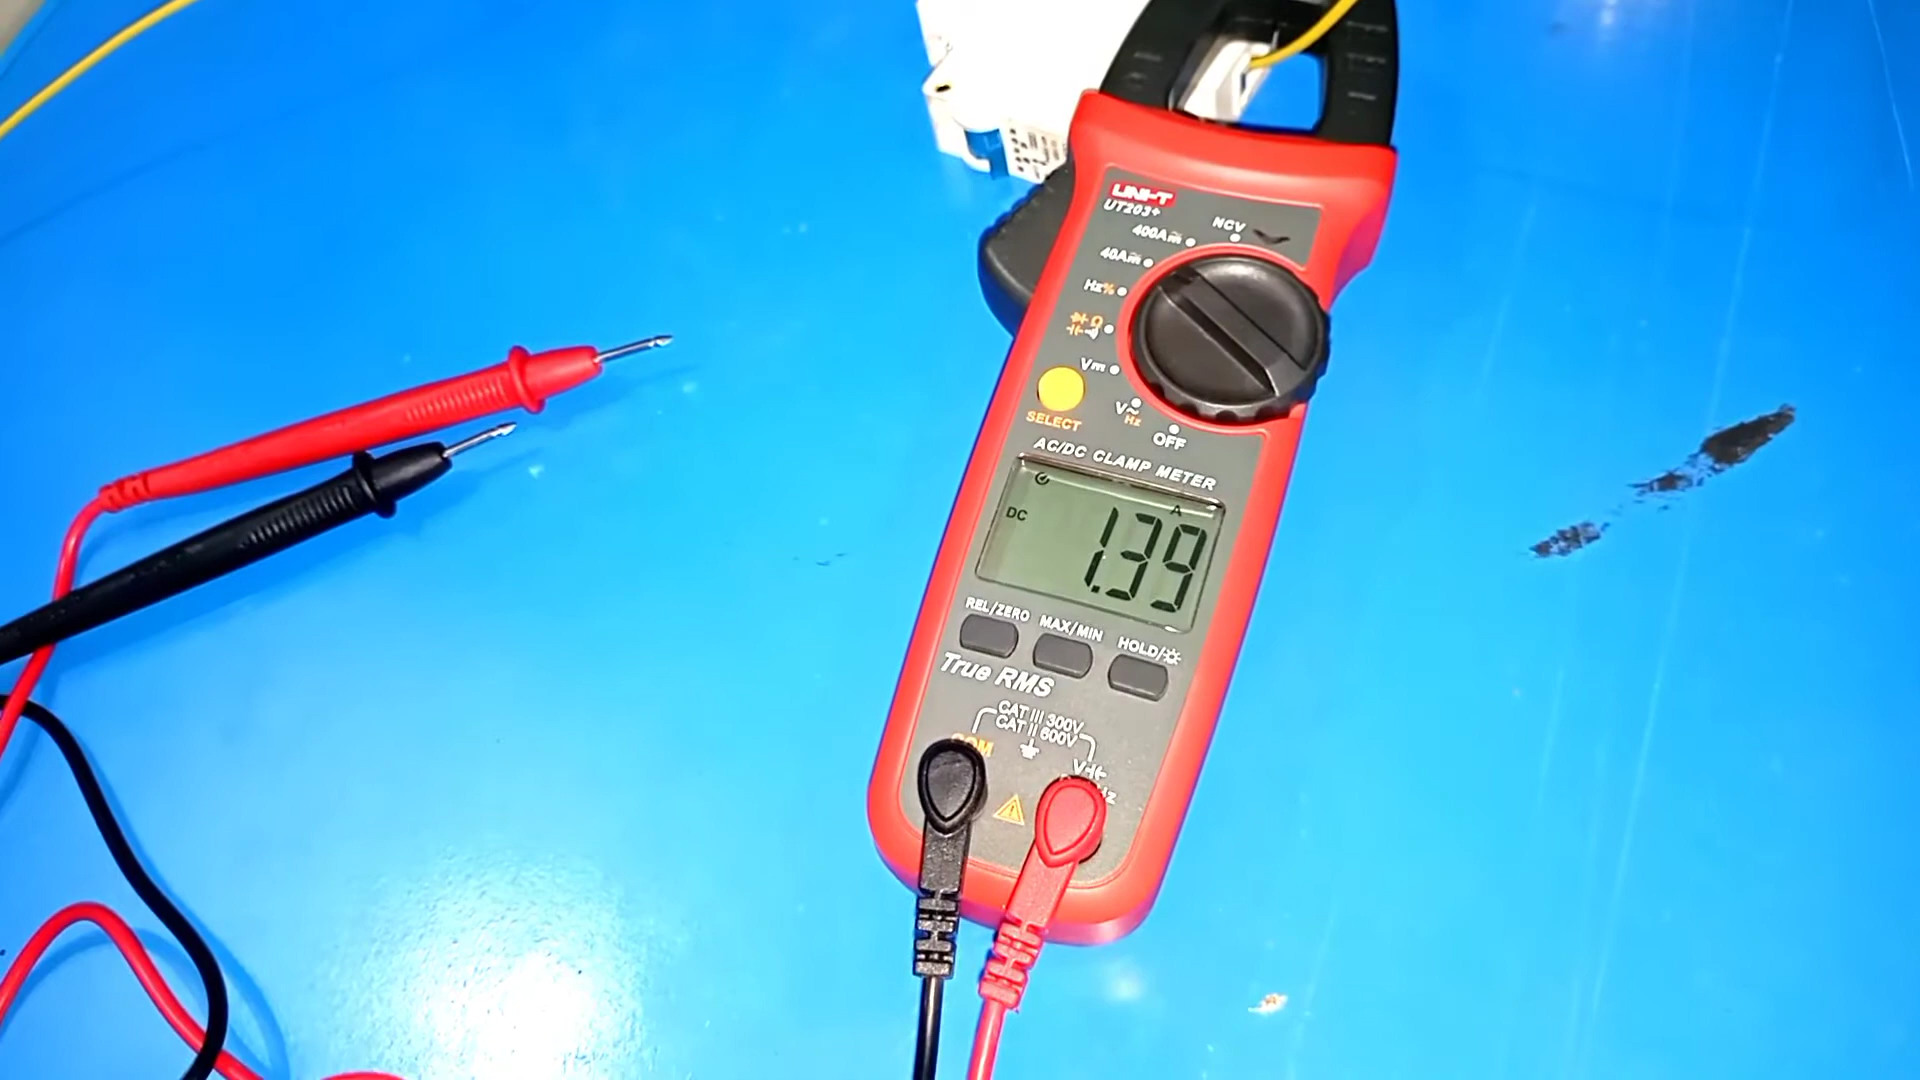 UNI-T
UT203+
NCV
400A
40A
Hz%
Ω
V
V~
Hz
OFF
SELECT
AC/DC CLAMP METER
DC
A
1.39
REL/ZERO
MAX/MIN
HOLD/
True RMS
CAT III 300V
CAT II 600V
COM
V